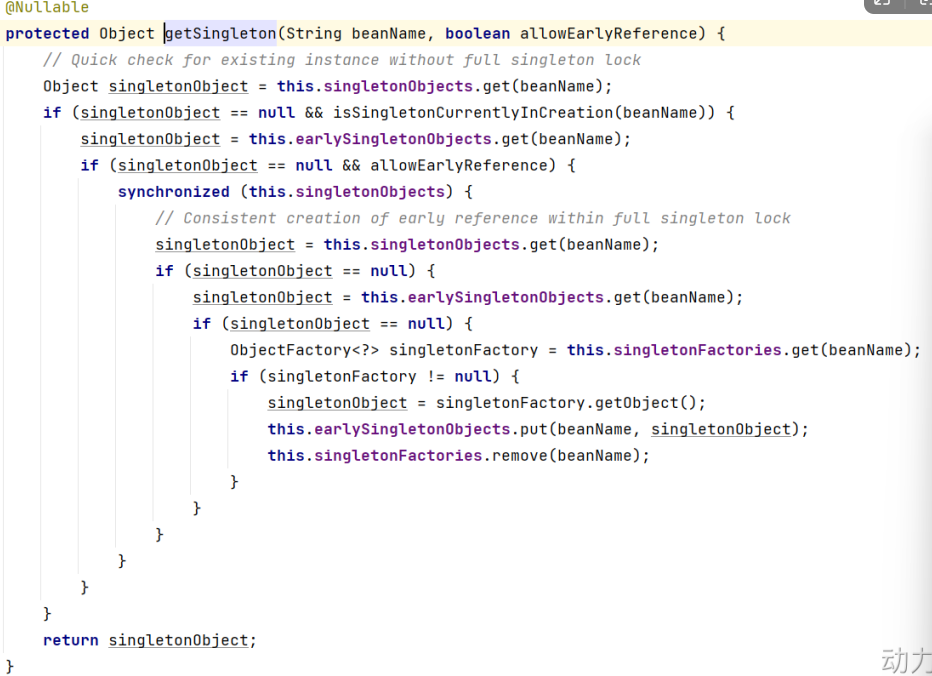 @Nullable
protected Object getSingleton(String beanName, boolean allowEarlyReference) {
    // Quick check for existing instance without full singleton lock
    Object singletonObject = this.singletonObjects.get(beanName);
    if (singletonObject == null && isSingletonCurrentlyInCreation(beanName)) {
        singletonObject = this.earlySingletonObjects.get(beanName);
        if (singletonObject == null && allowEarlyReference) {
            synchronized (this.singletonObjects) {
                // Consistent creation of early reference within full singleton lock
                singletonObject = this.singletonObjects.get(beanName);
                if (singletonObject == null) {
                    singletonObject = this.earlySingletonObjects.get(beanName);
                    if (singletonObject == null) {
                        ObjectFactory<?> singletonFactory = this.singletonFactories.get(beanName);
                        if (singletonFactory != null) {
                            singletonObject = singletonFactory.getObject();
                            this.earlySingletonObjects.put(beanName, singletonObject);
                            this.singletonFactories.remove(beanName);
                        }
                    }
                }
            }
        }
    }
    return singletonObject;
}
动力